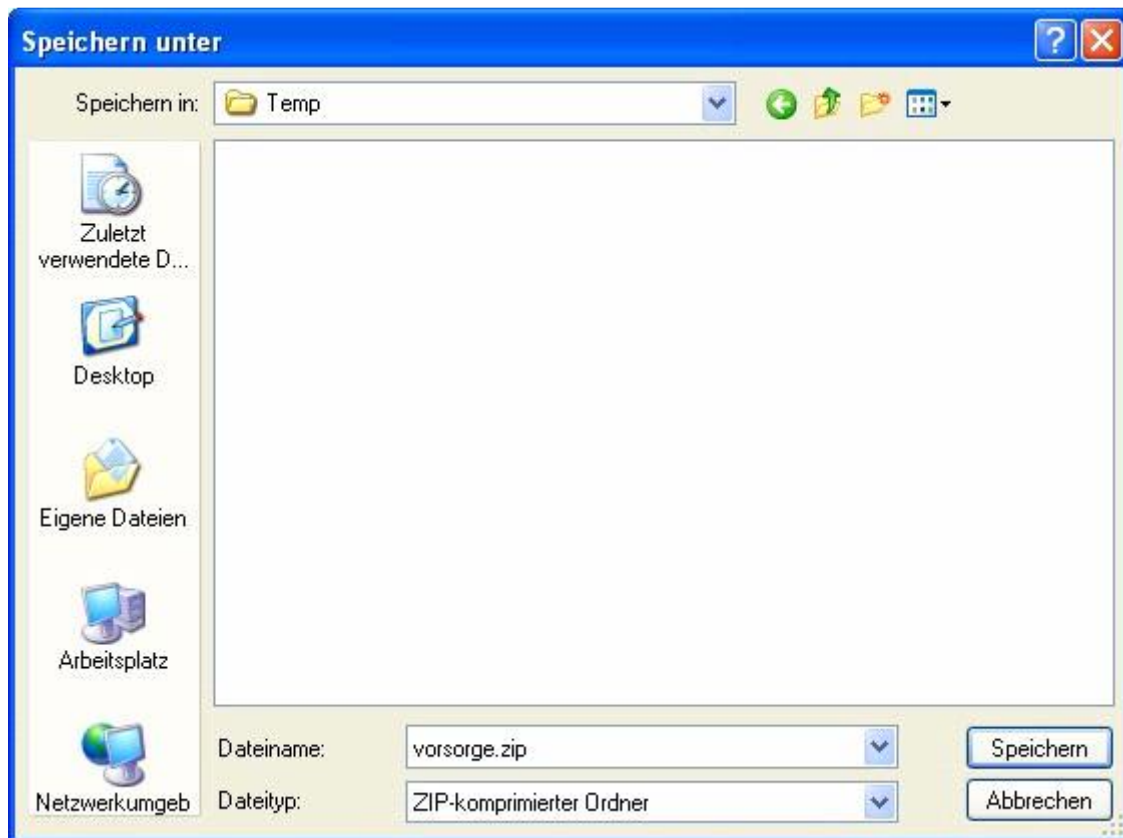 Speichern unter
Speichern in:
Temp
Zuletzt
verwendete D...
Desktop
Eigene Dateien
Arbeitsplatz
Netzwerkumgeb
Dateiname:
vorsorge.zip
Speichern
Dateityp:
ZIP-komprimierter Ordner
Abbrechen